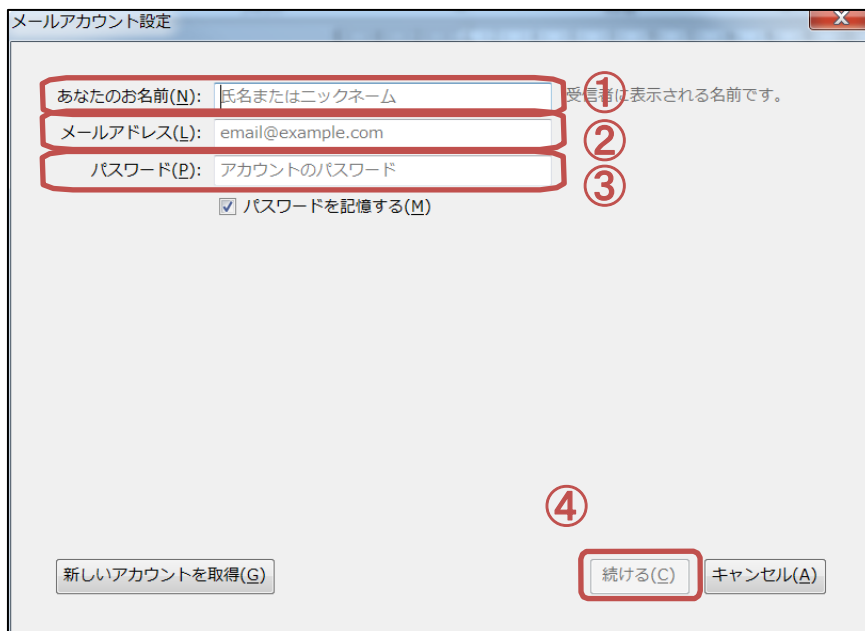 メールアカウント設定
あなたのお名前(N): 氏名またはニックネーム ① 受信者に表示される名前です。
メールアドレス(L): email@example.com ②
パスワード(P): アカウントのパスワード ③
パスワードを記憶する(M)
④
新しいアカウントを取得(G) 続ける(C) キャンセル(A)